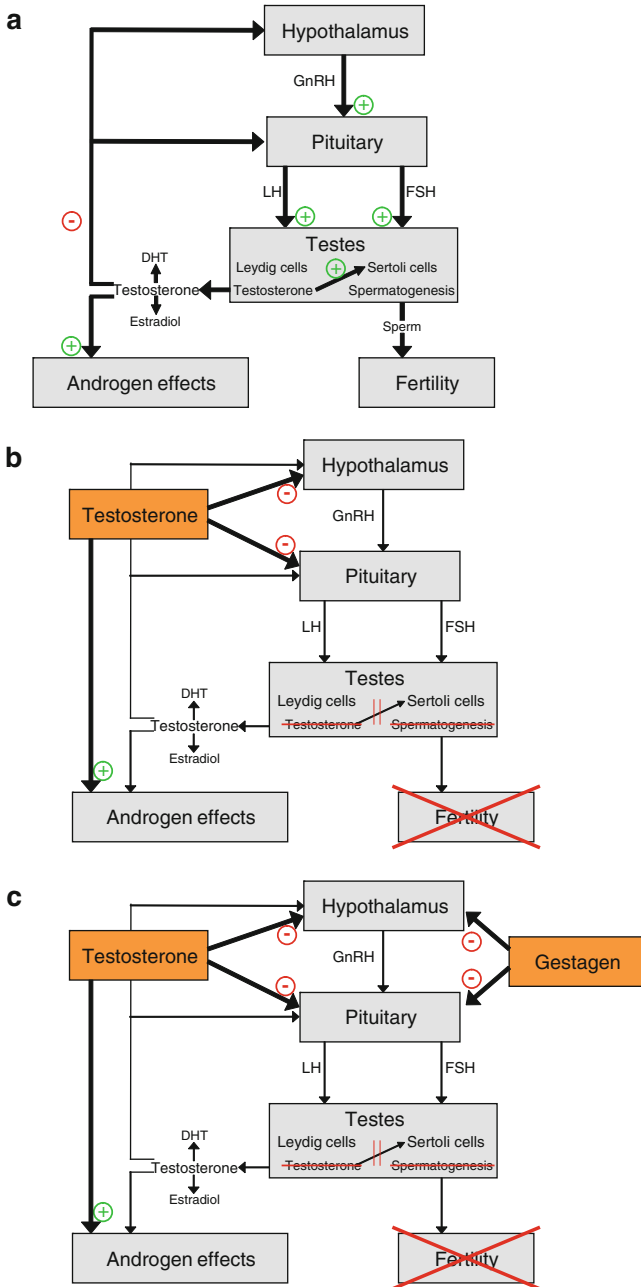 a
Hypothalamus
GnRH
+
Pituitary
LH
FSH
+
+
-
Testes
DHT
Leydig cells
+
Sertoli cells
Testosterone
Testosterone
Spermatogenesis
Estradiol
Sperm
+
Androgen effects
Fertility
b
Hypothalamus
-
Testosterone
GnRH
-
Pituitary
LH
FSH
Testes
DHT
Leydig cells
Sertoli cells
Testosterone
Testosterone
Spermatogenesis
Estradiol
+
Androgen effects
Fertility
c
Hypothalamus
-
-
Testosterone
GnRH
Gestagen
-
-
Pituitary
LH
FSH
Testes
DHT
Leydig cells
Sertoli cells
Testosterone
Testosterone
Spermatogenesis
Estradiol
+
Androgen effects
Fertility